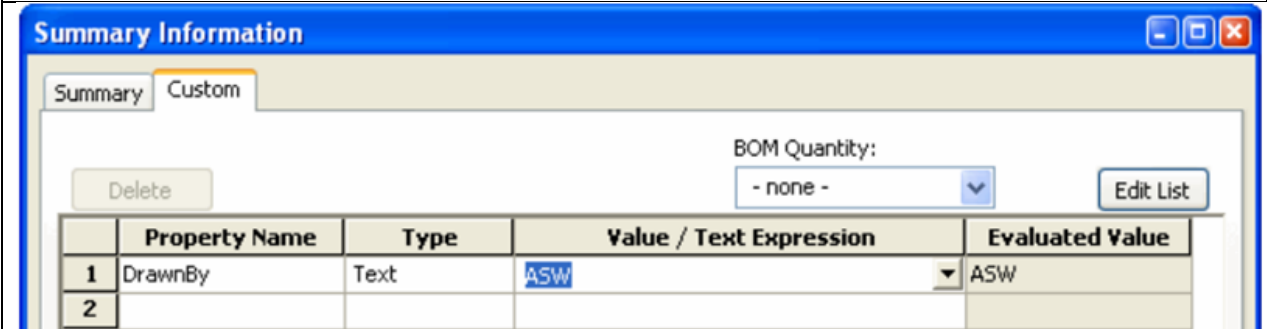 Summary Information
Summary Custom
BOM Quantity:
Delete - none - Edit List
Property Name Type Value / Text Expression Evaluated Value
1 DrawnBy Text ASW ASW
2